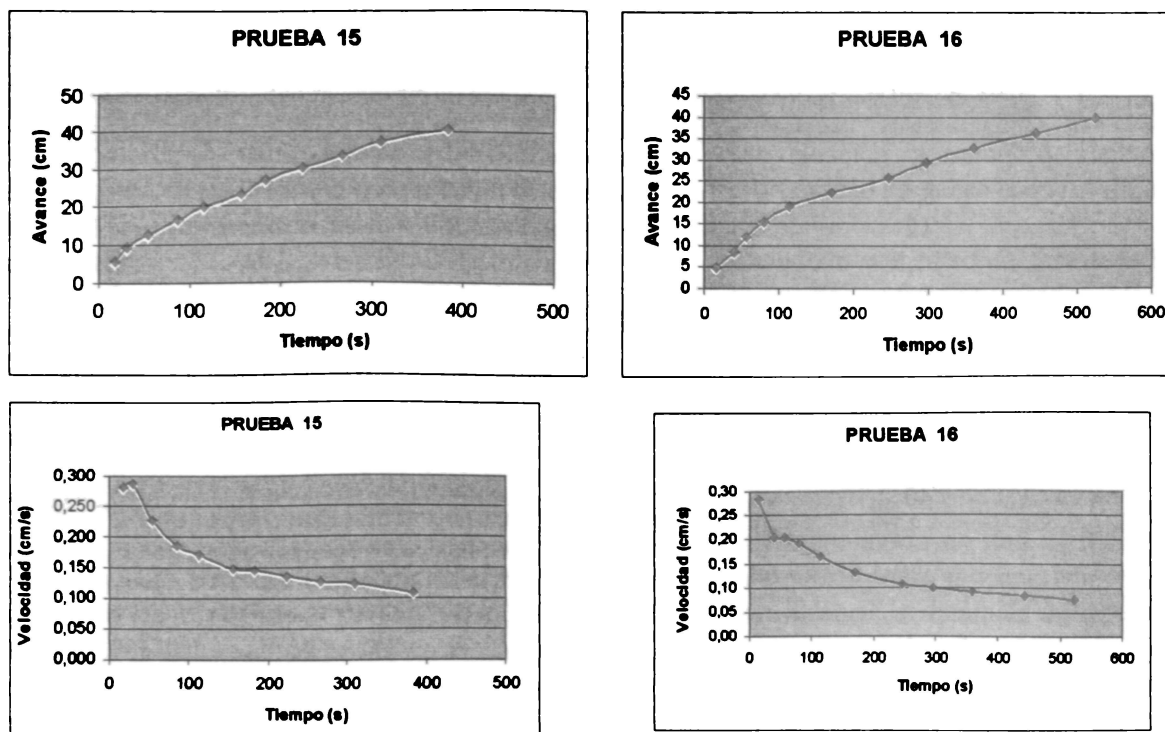 PRUEBA 15
50
40
30
20
10
0
Avance (cm)
0 100 200 300 400 500
Tiempo (s)
PRUEBA 16
45
40
35
30
25
20
15
10
5
0
Avance (cm)
0 100 200 300 400 500 600
Tiempo (s)
PRUEBA 15
0,300
0,250
0,200
0,150
0,100
0,050
0,000
Velocidad (cm/s)
0 100 200 300 400 500
Tiempo (s)
PRUEBA 16
0,30
0,25
0,20
0,15
0,10
0,05
0,00
Velocidad (cm/s)
0 100 200 300 400 500 600
Tiempo (s)